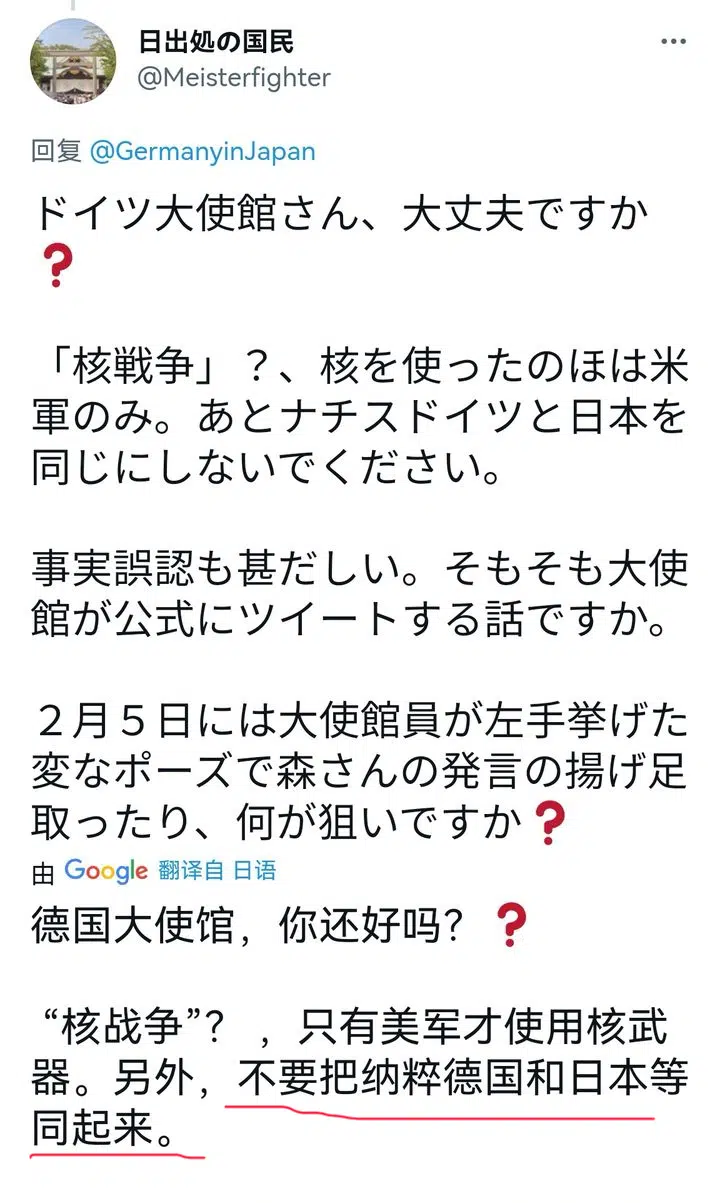 日出処の国民
@Meisterfighter
回复 @GermanyinJapan
ドイツ大使館さん、大丈夫ですか
❓
「核戦争」？、核を使ったのほは米
軍のみ。あとナチスドイツと日本を
同じにしないでください。
事実誤認も甚だしい。そもそも大使
館が公式にツイートする話ですか。
２月５日には大使館員が左手挙げた
変なポーズで森さんの発言の揚げ足
取ったり、何が狙いですか❓
由 Google 翻译自 日语
德国大使馆，你还好吗？❓
“核战争”？ ，只有美军才使用核武
器。另外，不要把纳粹德国和日本等
同起来。